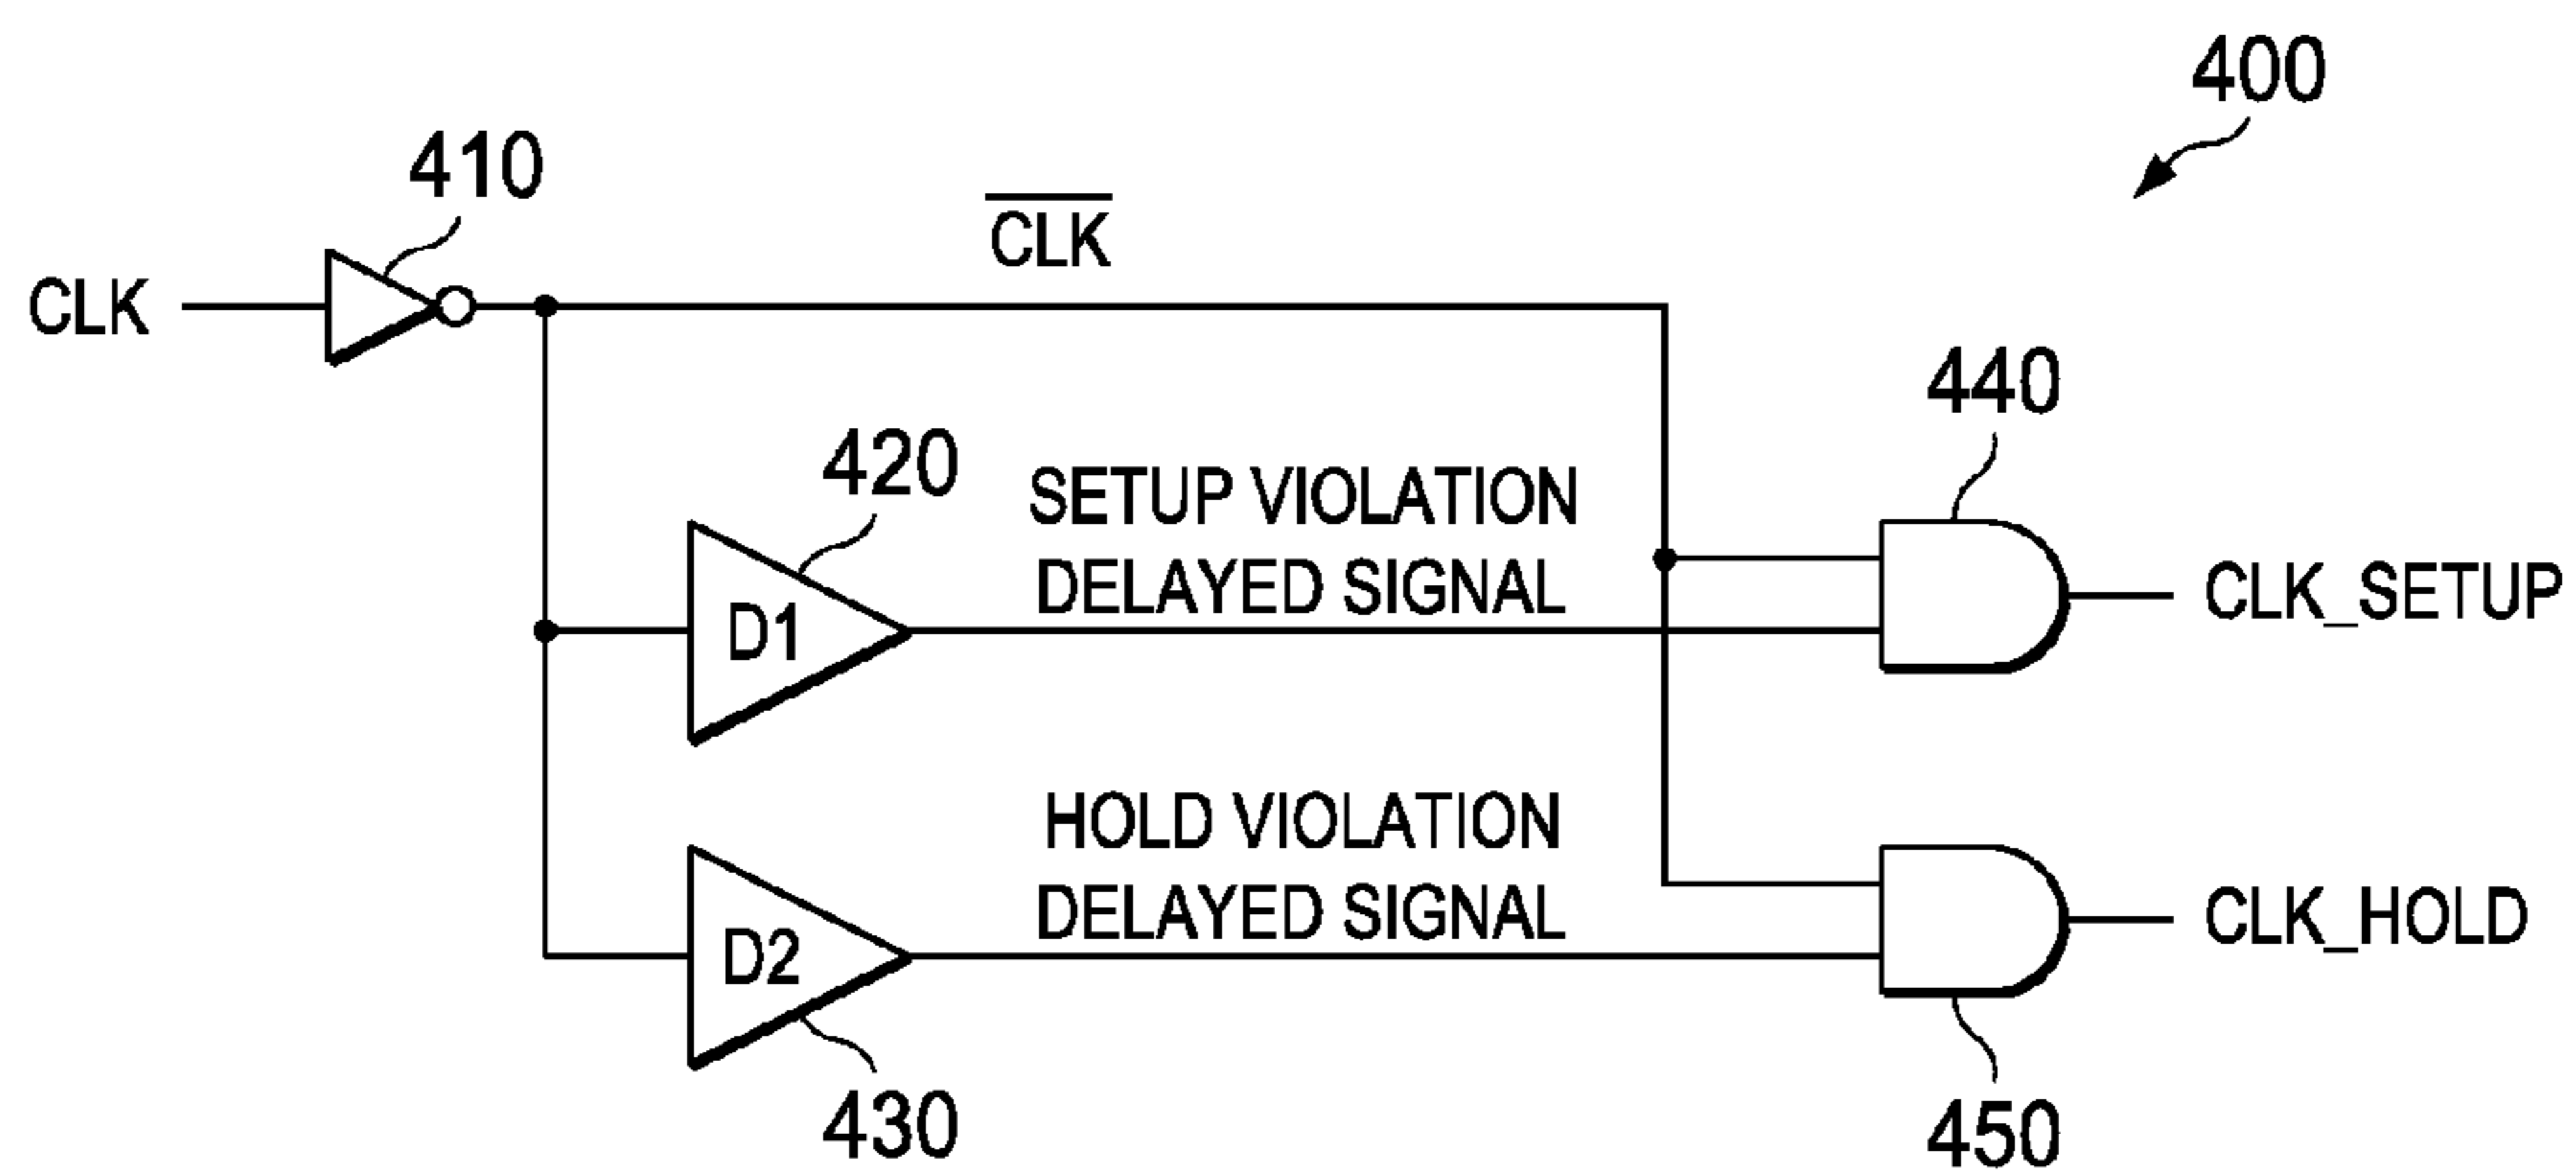 400
410
CLK
CLK
420
SETUP VIOLATION
DELAYED SIGNAL
D1
440
CLK_SETUP
HOLD VIOLATION
DELAYED SIGNAL
D2
CLK_HOLD
430
450